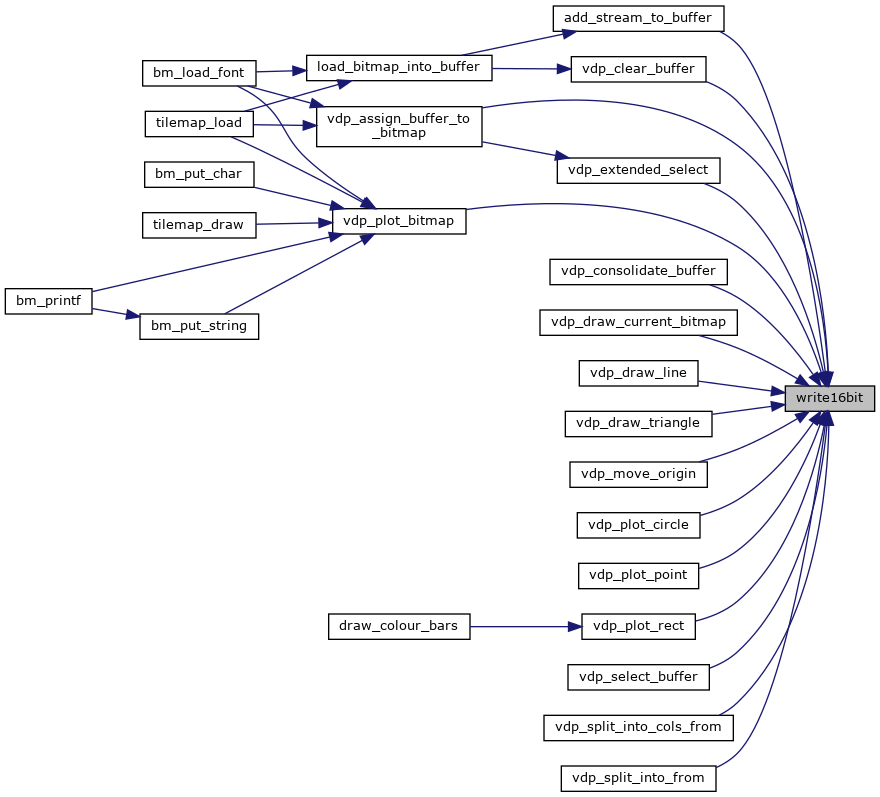 add_stream_to_buffer
load_bitmap_into_buffer
vdp_clear_buffer
bm_load_font
tilemap_load
vdp_assign_buffer_to
_bitmap
vdp_extended_select
bm_put_char
vdp_plot_bitmap
tilemap_draw
vdp_consolidate_buffer
bm_printf
bm_put_string
vdp_draw_current_bitmap
vdp_draw_line
write16bit
vdp_draw_triangle
vdp_move_origin
vdp_plot_circle
vdp_plot_point
draw_colour_bars
vdp_plot_rect
vdp_select_buffer
vdp_split_into_cols_from
vdp_split_into_from